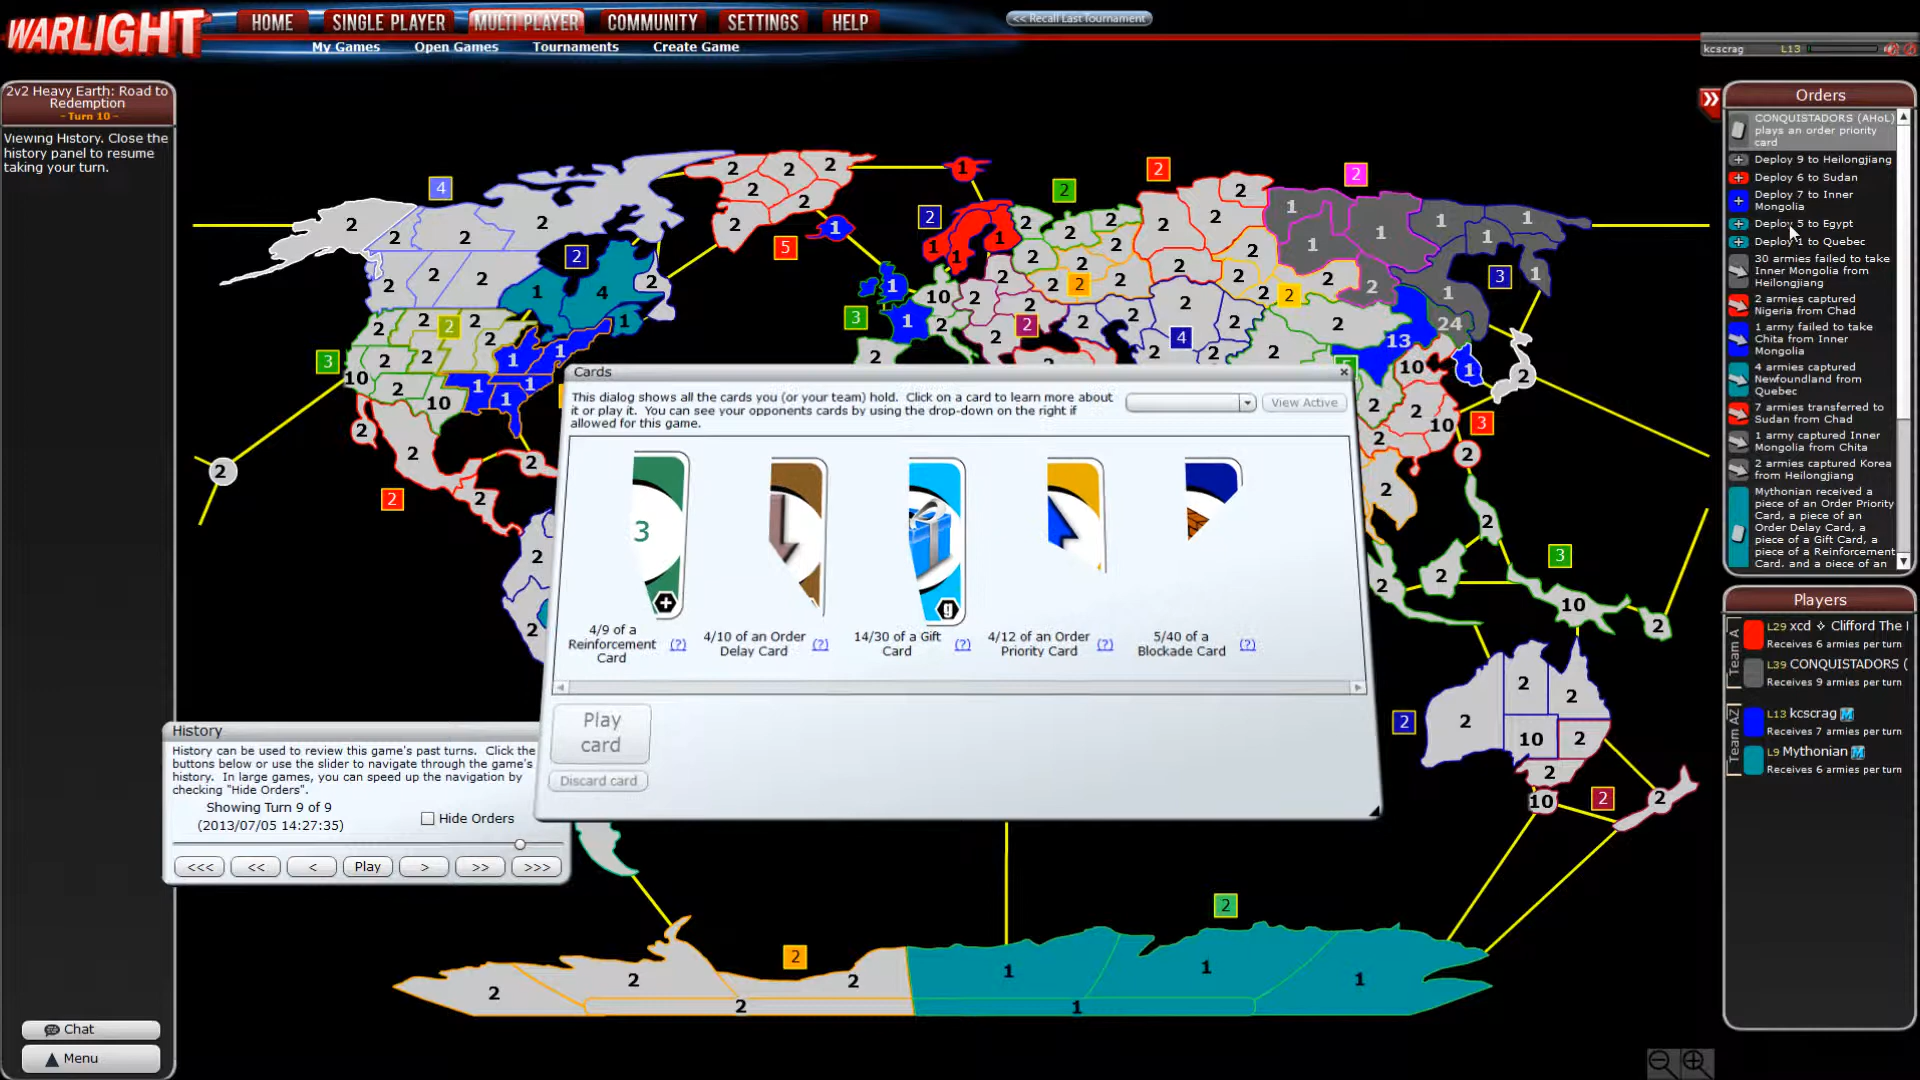 WARLIGHT
HOME
SINGLE PLAYER
MULTI PLAYER
COMMUNITY
SETTINGS
HELP
<< Recall Last Tournament
My Games
Open Games
Tournaments
Create Game
kcscrag L13
2v2 Heavy Earth: Road to
Redemption
- Turn 10 -
Viewing History. Close the
history panel to resume
taking your turn.
Cards
This dialog shows all the cards you (or your team) hold. Click on a card to learn more about
it or play it. You can see your opponents cards by using the drop-down on the right if
allowed for this game.
View Active
3
4/9 of a
Reinforcement
Card
(?)
4/10 of an Order
Delay Card
(?)
14/30 of a Gift
Card
(?)
4/12 of an Order
Priority Card
(?)
5/40 of a
Blockade Card
(?)
Play
card
Discard card
History
History can be used to review this game's past turns. Click the
buttons below or use the slider to navigate through the game's
history. In large games, you can speed up the navigation by
checking "Hide Orders".
Showing Turn 9 of 9
(2013/07/05 14:27:35)
Hide Orders
<<<
<<
<
Play
>
>>
>>>
Chat
Menu
Orders
CONQUISTADORS (AHoL)
plays an order priority
card
Deploy 9 to Heilongjiang
Deploy 6 to Sudan
Deploy 7 to Inner
Mongolia
Deploy 5 to Egypt
Deploy 1 to Quebec
30 armies failed to take
Inner Mongolia from
Heilongjiang
2 armies captured
Nigeria from Chad
1 army failed to take
Chita from Inner
Mongolia
4 armies captured
Newfoundland from
Quebec
7 armies transferred to
Sudan from Chad
1 army captured Inner
Mongolia from Chita
2 armies captured Korea
from Heilongjiang
Mythonian received a
piece of an Order Priority
Card, a piece of an
Order Delay Card, a
piece of a Gift Card, a
piece of a Reinforcement
Card, and a piece of an
Players
Team A
L29 xcd ✧ Clifford The
Receives 6 armies per turn
L39 CONQUISTADORS (
Receives 9 armies per turn
Team AZ
L13 kcscrag M
Receives 7 armies per turn
L9 Mythonian M
Receives 6 armies per turn